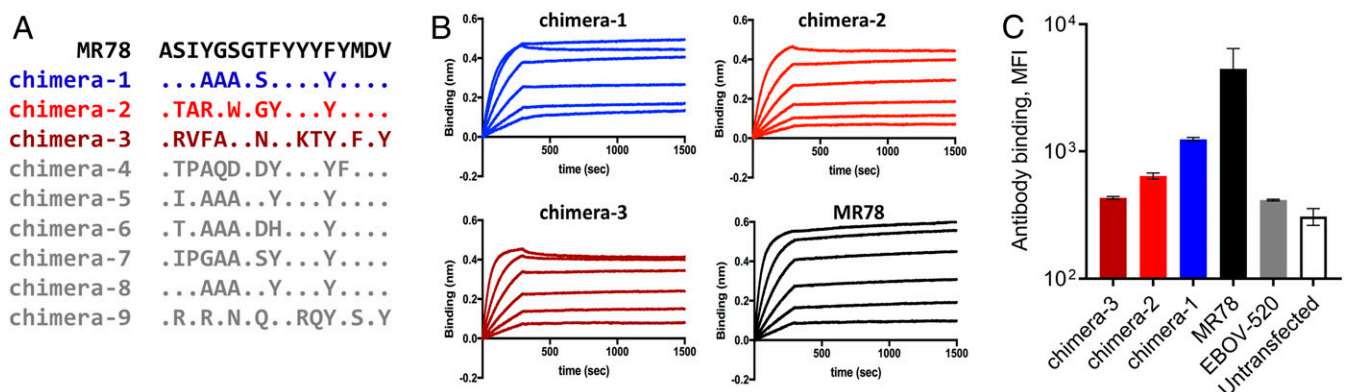 A
MR78 ASIYGSGTFYYYFYMDV
chimera-1 ...AAA.S....Y....
chimera-2 .TAR.W.GY...Y....
chimera-3 .RVFA..N..KTY.F.Y
chimera-4 .TPAQD.DY...YF...
chimera-5 .I.AAA..Y...Y....
chimera-6 .T.AAA.DH...Y....
chimera-7 .IPGAA.SY...Y....
chimera-8 ...AAA..Y...Y....
chimera-9 .R.R.N.Q..RQY.S.Y
B
chimera-1
Binding (nm)
0.6
0.4
0.2
0.0
-0.2
500
1000
1500
time (sec)
chimera-2
Binding (nm)
0.6
0.4
0.2
0.0
-0.2
500
1000
1500
time (sec)
chimera-3
Binding (nm)
0.6
0.4
0.2
0.0
-0.2
500
1000
1500
time (sec)
MR78
Binding (nm)
0.6
0.4
0.2
0.0
-0.2
500
1000
1500
time (sec)
C
Antibody binding, MFI
10⁴
10³
10²
chimera-3
chimera-2
chimera-1
MR78
EBOV-520
Untransfected